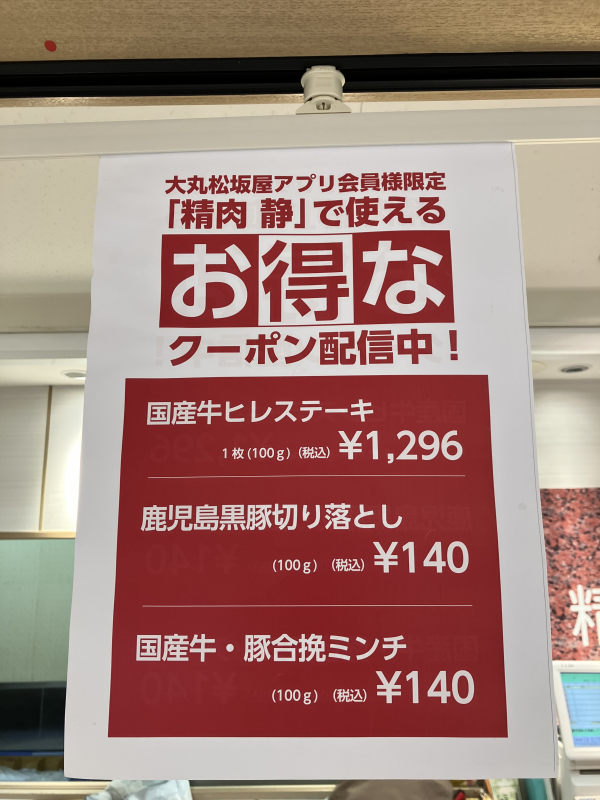 大丸松坂屋アプリ会員様限定
「精肉 静」で使える
お得な
クーポン配信中！
国産牛ヒレステーキ
1枚(100g) (税込) ¥1,296
鹿児島黒豚切り落とし
(100g) (税込) ¥140
国産牛・豚合挽ミンチ
(100g) (税込) ¥140
精